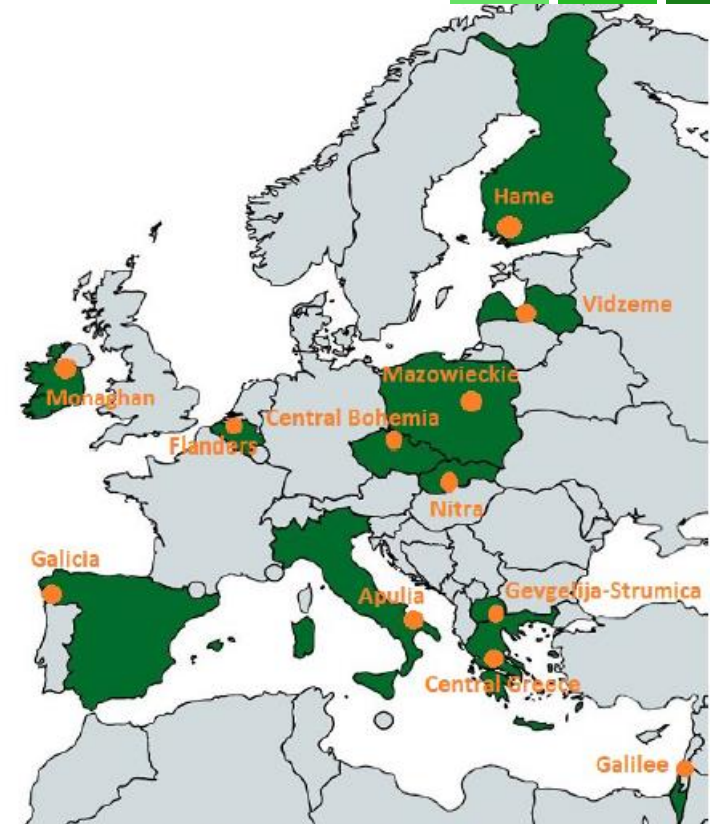 Hame
Vidzeme
Monaghan
Mazowieckie
Central Bohemia
Flanders
Nitra
Galicia
Apulia
Gevgelija-Strumica
Central Greece
Galilee